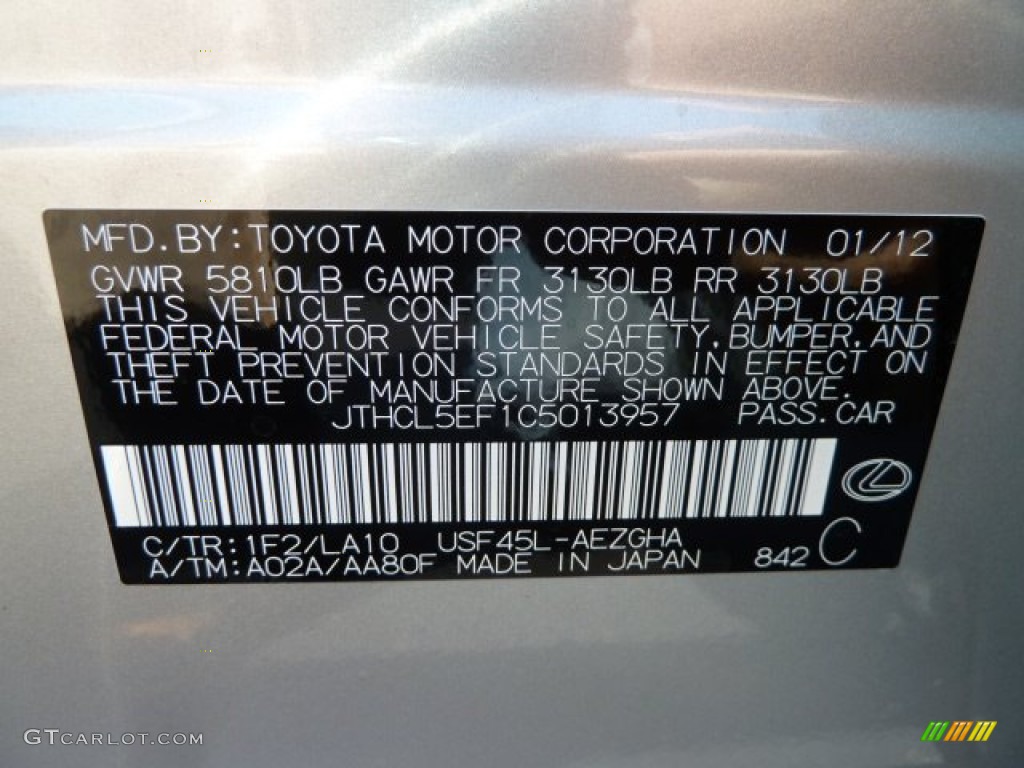 MFD.BY:TOYOTA MOTOR CORPORATION 01/12
GVWR 5810LB GAWR FR 3130LB RR 3130LB
THIS VEHICLE CONFORMS TO ALL APPLICABLE
FEDERAL MOTOR VEHICLE SAFETY,BUMPER,AND
THEFT PREVENTION STANDARDS IN EFFECT ON
THE DATE OF MANUFACTURE SHOWN ABOVE.
JTHCL5EF1C5013957 PASS.CAR
C/TR:1F2/LA10 USF45L-AEZGHA
A/TM:A02A/AA80F MADE IN JAPAN 842 C
GTCARLOT.COM